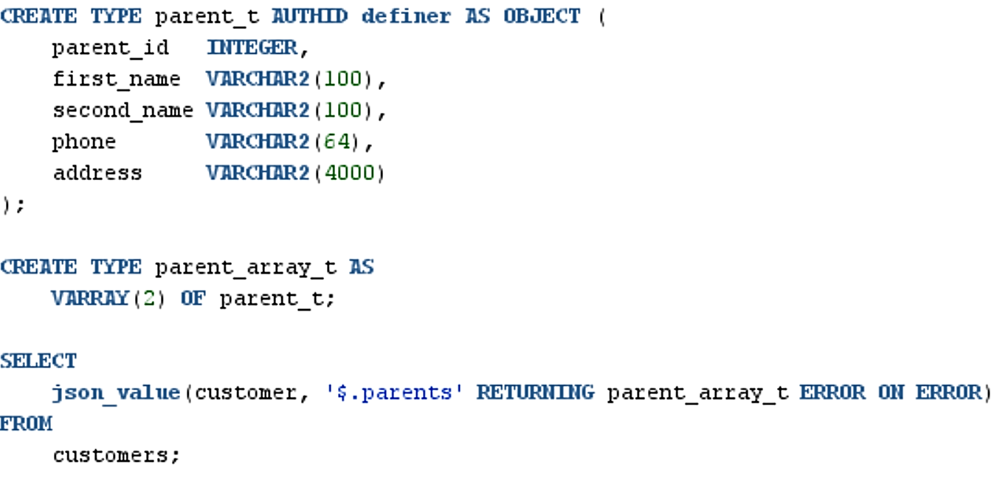 CREATE TYPE parent_t AUTHID definer AS OBJECT (
    parent_id   INTEGER,
    first_name  VARCHAR2(100),
    second_name VARCHAR2(100),
    phone       VARCHAR2(64),
    address     VARCHAR2(4000)
);

CREATE TYPE parent_array_t AS
    VARRAY(2) OF parent_t;

SELECT
    json_value(customer, '$.parents' RETURNING parent_array_t ERROR ON ERROR)
FROM
    customers;